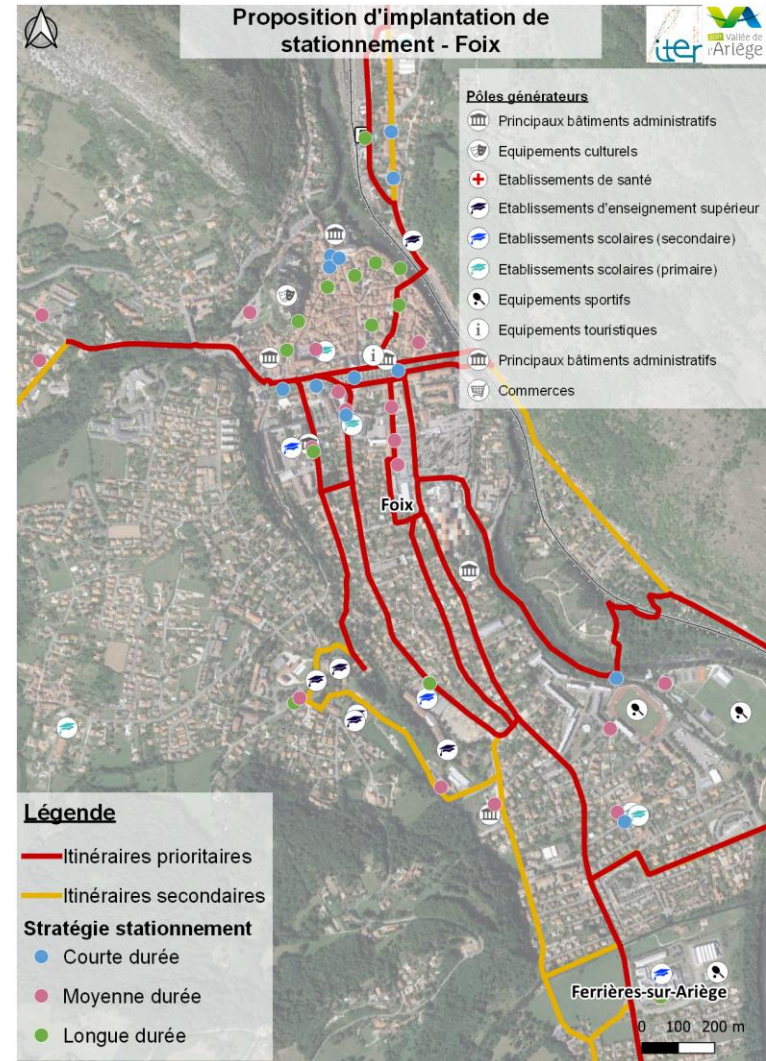 Proposition d'implantation de
stationnement - Foix
iter
scot Vallée de
l'Ariège
Pôles générateurs
Principaux bâtiments administratifs
Equipements culturels
Etablissements de santé
Etablissements d'enseignement supérieur
Etablissements scolaires (secondaire)
Etablissements scolaires (primaire)
Equipements sportifs
Equipements touristiques
Principaux bâtiments administratifs
Commerces
Foix
Légende
Itinéraires prioritaires
Itinéraires secondaires
Stratégie stationnement
Courte durée
Moyenne durée
Longue durée
Ferrières-sur-Ariège
0 100 200 m